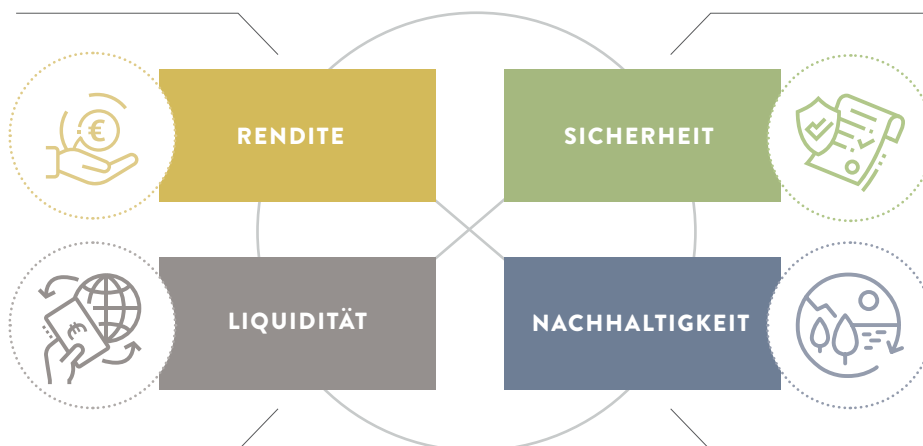 RENDITE
SICHERHEIT
LIQUIDITÄT
NACHHALTIGKEIT
€
€